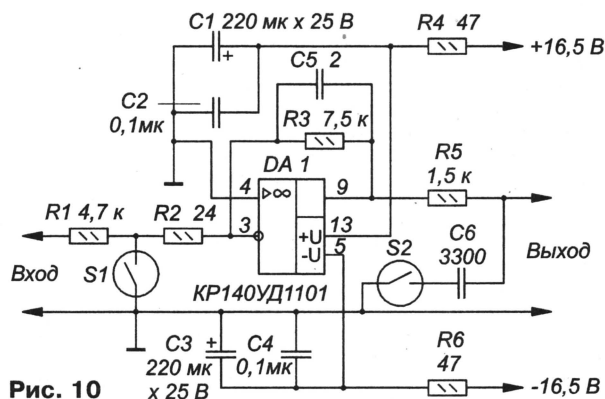 C1 220 мк x 25 В
R4 47
+16,5 В
C5 2
C2
0,1мк
R3 7,5 к
DA 1
R5
1,5 к
4
▷∞
9
R1 4,7 к
R2 24
3
13
+U
-U
5
S2
C6
3300
Вход
S1
Выход
КР140УД1101
C3
220 мк
x 25 В
+
C4
0,1мк
R6
47
-16,5 В
+
Рис. 10